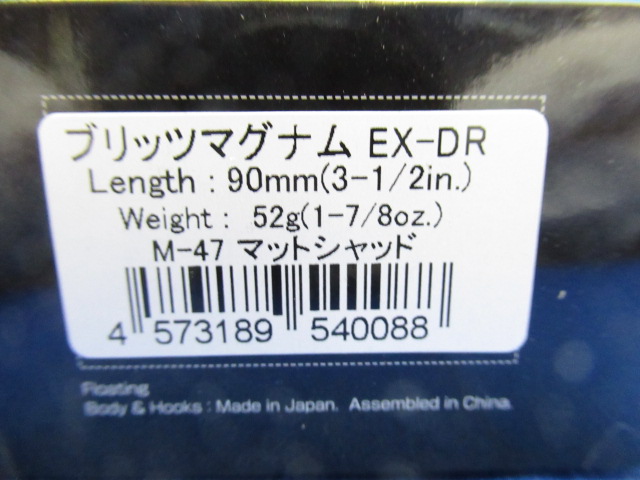 ブリッツマグナム EX-DR
Length : 90mm(3-1/2in.)
Weight : 52g(1-7/8oz.)
M-47 マットシャッド
4 573189 540088
Floating
Body & Hooks : Made in Japan. Assembled in China.